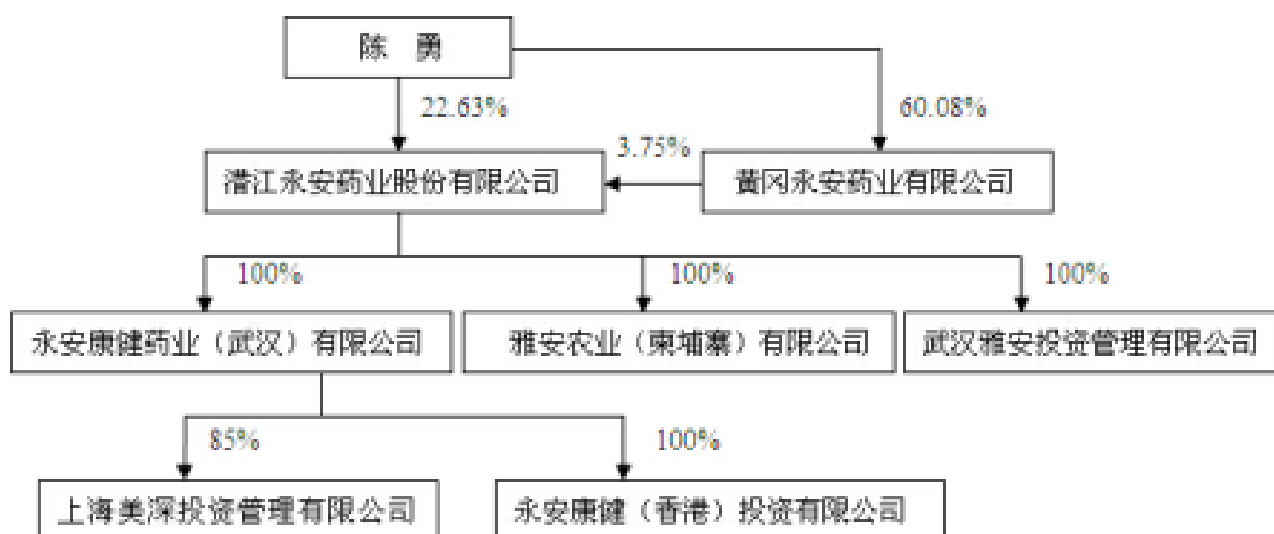 陈 勇
22.63%
60.08%
3.75%
潜江永安药业股份有限公司
黄冈永安药业有限公司
100%
100%
100%
永安康健药业（武汉）有限公司
雅安农业（柬埔寨）有限公司
武汉雅安投资管理有限公司
85%
100%
上海美深投资管理有限公司
永安康健（香港）投资有限公司